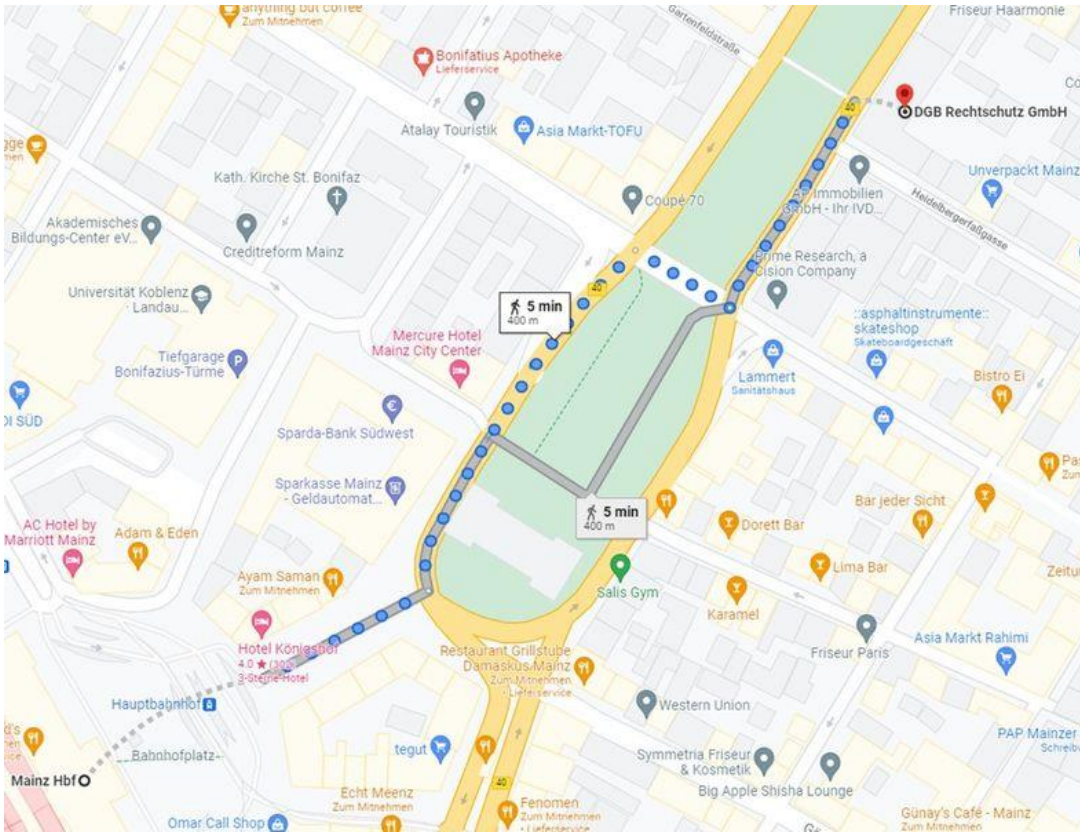 anything but coffee
Zum Mitnehmen
Gartenfeldstraße
Friseur Haarmonie
Bonifatius Apotheke
Lieferservice
Atalay Touristik
Asia Markt-TOFU
40
DGB Rechtschutz GmbH
Kath. Kirche St. Bonifaz
Coupé 70
AP Immobilien
GmbH - Ihr IVD...
Unverpackt Mainz
Heidelbergerfaßgasse
Akademisches
Bildungs-Center eV...
Creditreform Mainz
Prime Research, a
Cision Company
Universität Koblenz
- Landau...
40
5 min
400 m
Mercure Hotel
Mainz City Center
::asphaltinstrumente::
skateshop
Skateboardgeschäft
Tiefgarage
Bonifazius-Türme
Lammert
Sanitätshaus
Bistro Ei
DI SÜD
Sparda-Bank Südwest
Sparkasse Mainz
- Geldautomat...
5 min
400 m
Bar jeder Sicht
AC Hotel by
Marriott Mainz
Adam & Eden
Dorett Bar
Lima Bar
Ayam Saman
Zum Mitnehmen
Salis Gym
Karamel
Hotel Königshof
4.0 ★
3-Sterne-Hotel
Restaurant Grillstube
Damaskus Mainz
Zum Mitnehmen
• Lieferservice
Friseur Paris
Asia Markt Rahimi
Hauptbahnhof
Western Union
Bahnhofplatz
tegut
PAP Mainzer
Mainz Hbf
40
Symmetria Friseur
& Kosmetik
Big Apple Shisha Lounge
Echt Meenz
Zum Mitnehmen
Omar Call Shop
Fenomen
Zum Mitnehmen
• Lieferservice
Günay's Café - Mainz
Zum Mitnehmen